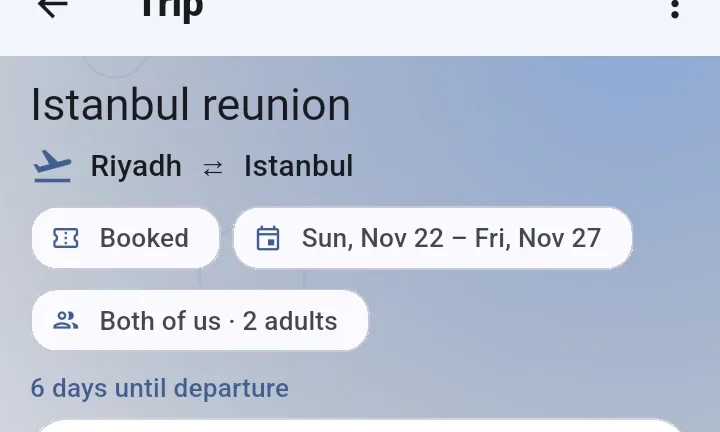 Trip
Istanbul reunion
Riyadh ⇄ Istanbul
Booked
Sun, Nov 22 – Fri, Nov 27
Both of us · 2 adults
6 days until departure